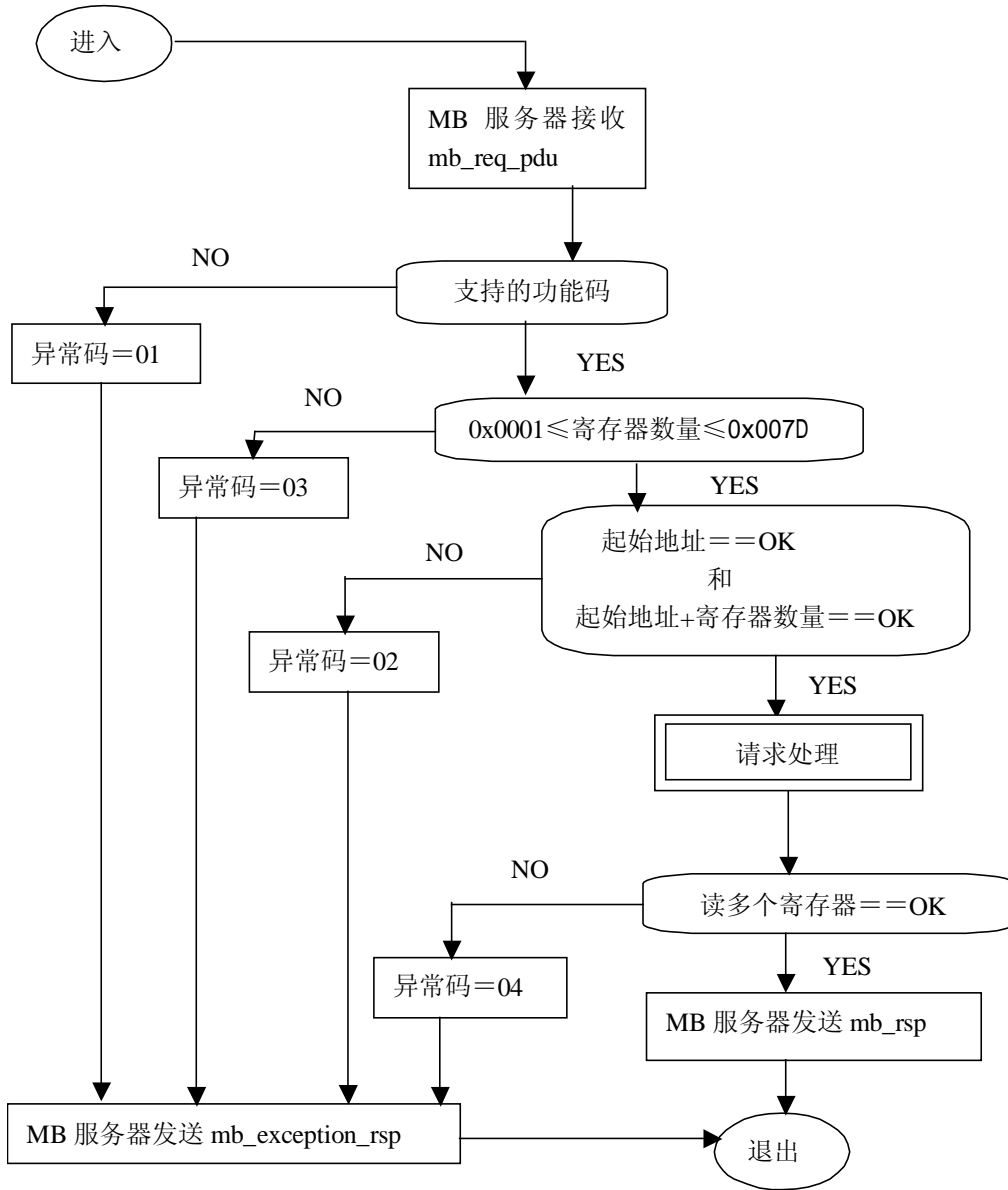 进入
MB 服务器接收
mb_req_pdu
NO
支持的功能码
异常码＝01
YES
NO
0x0001≤寄存器数量≤0x007D
异常码＝03
YES
起始地址＝＝OK
NO
和
起始地址+寄存器数量＝＝OK
异常码＝02
YES
请求处理
NO
读多个寄存器＝＝OK
YES
异常码＝04
MB 服务器发送 mb_rsp
MB 服务器发送 mb_exception_rsp
退出